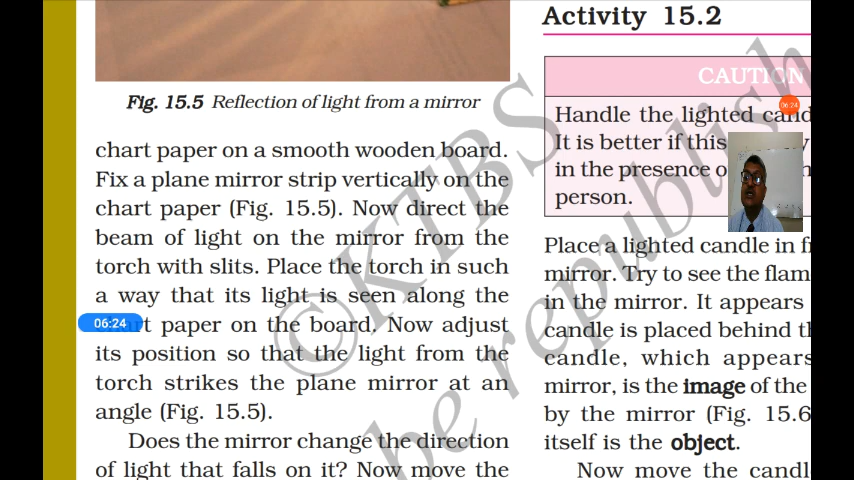 Fig. 15.5 Reflection of light from a mirror
chart paper on a smooth wooden board.
Fix a plane mirror strip vertically on the
chart paper (Fig. 15.5). Now direct the
beam of light on the mirror from the
torch with slits. Place the torch in such
a way that its light is seen along the
06:24
paper on the board. Now adjust
its position so that the light from the
torch strikes the plane mirror at an
angle (Fig. 15.5).
Does the mirror change the direction
of light that falls on it? Now move the
Activity 15.2
CAUTION
06:24
Handle the lighted
It is better if this
in the presence
person.
Place a lighted candle in
mirror. Try to see the
in the mirror. It appears
candle is placed behind
candle, which appears
mirror, is the image of the
by the mirror (Fig. 15.6
itself is the object.
Now move the
©KTBS
be republish